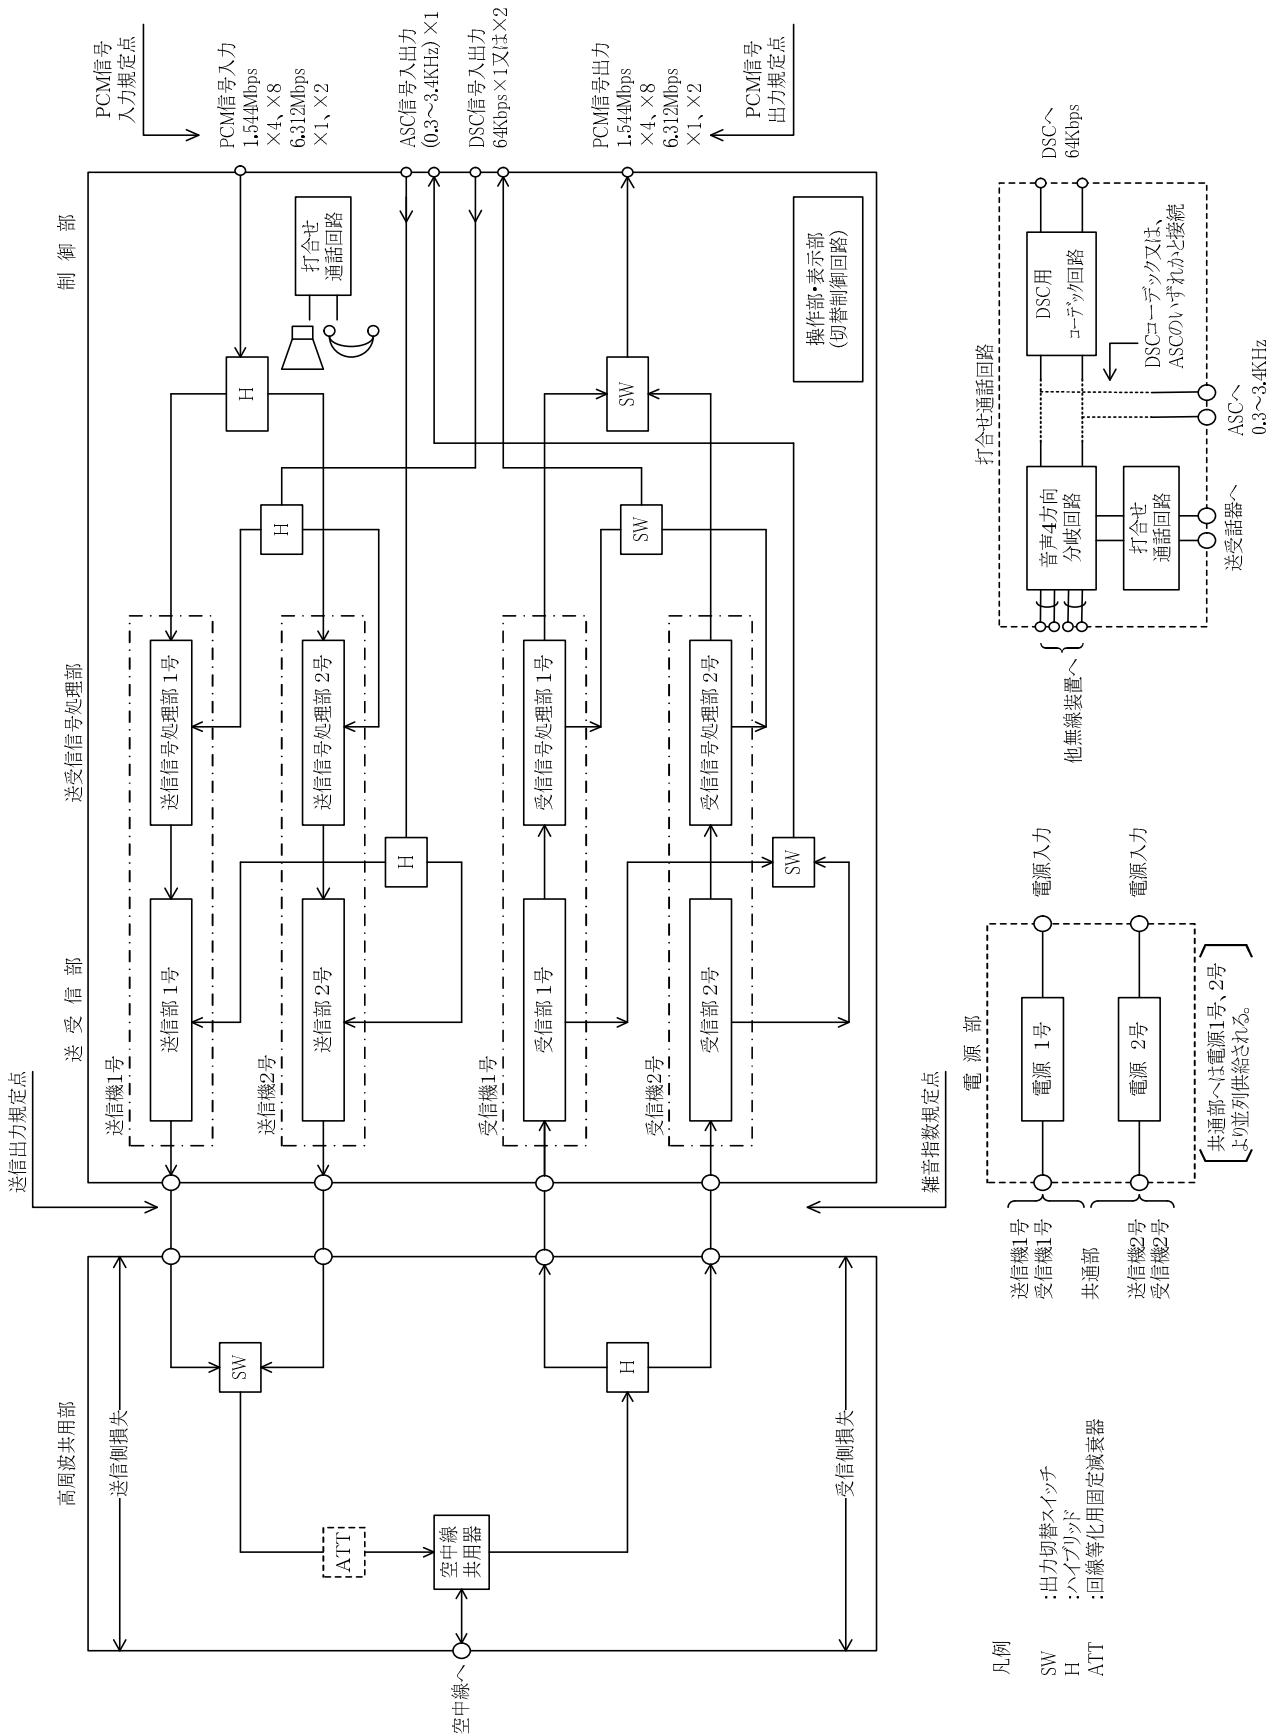 高周波共用部
送信側損失
空中線へ
空中線
共用器
ATT
SW
H
受信側損失
送信出力規定点
雑音指数規定点
送 受 信 部
送受信信号処理部
制 御 部
送信機1号
送信部 1号
送信信号処理部 1号
送信機2号
送信部 2号
送信信号処理部 2号
H
H
H
打合せ
通話回路
受信機1号
受信部 1号
受信信号処理部 1号
受信機2号
受信部 2号
受信信号処理部 2号
SW
SW
SW
操作部・表示部
(切替制御回路)
PCM信号
入力規定点
PCM信号入力
1.544Mbps
×4、×8
6.312Mbps
×1、×2
ASC信号入出力
(0.3～3.4KHz)×1
DSC信号入出力
64Kbps×1又は×2
PCM信号出力
1.544Mbps
×4、×8
6.312Mbps
×1、×2
PCM信号
出力規定点
凡例
SW :出力切替スイッチ
H :ハイブリッド
ATT :回線等化用固定減衰器
電 源 部
送信機1号
受信機1号
共通部
送信機2号
受信機2号
電源 1号
電源 2号
電源入力
電源入力
共通部へは電源1号、2号
より並列供給される。
打合せ通話回路
他無線装置へ
音声4方向
分岐回路
打合せ
通話回路
DSC用
コーデック回路
DSCコーデック又は、
ASCのいずれかと接続
DSCへ
64Kbps
送受話器へ
ASCへ
0.3～3.4KHz